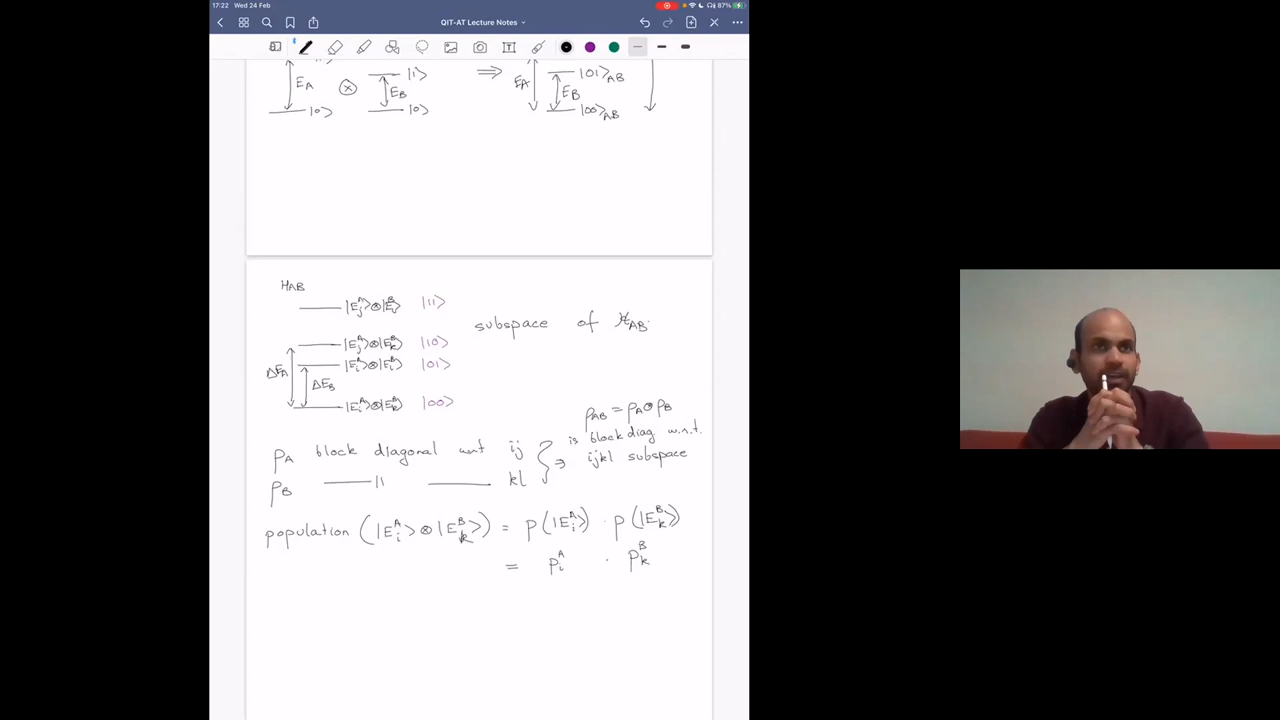 17:22 Wed 24 Feb
87%
QIT-AT Lecture Notes
E_A ⊗ |1⟩ E_B ⟹ E_A |01⟩_AB E_B
|0⟩ |0⟩ |00⟩_AB
H_AB
|E_j^A⟩⊗|E_l^B⟩ |11⟩
subspace of ℋ_AB.
|E_j^A⟩⊗|E_k^B⟩ |10⟩
ΔE_A |E_i^A⟩⊗|E_l^B⟩ |01⟩
ΔE_B
|E_i^A⟩⊗|E_k^B⟩ |00⟩
ρ_AB = ρ_A⊗ρ_B
ρ_A block diagonal wrt ij } ⇒ is block diag w.r.t.
ρ_B —— || —— kl ijkl subspace
population (|E_i^A⟩⊗|E_k^B⟩) = p(|E_i^A⟩) · p(|E_k^B⟩)
= p_i^A · p_k^B